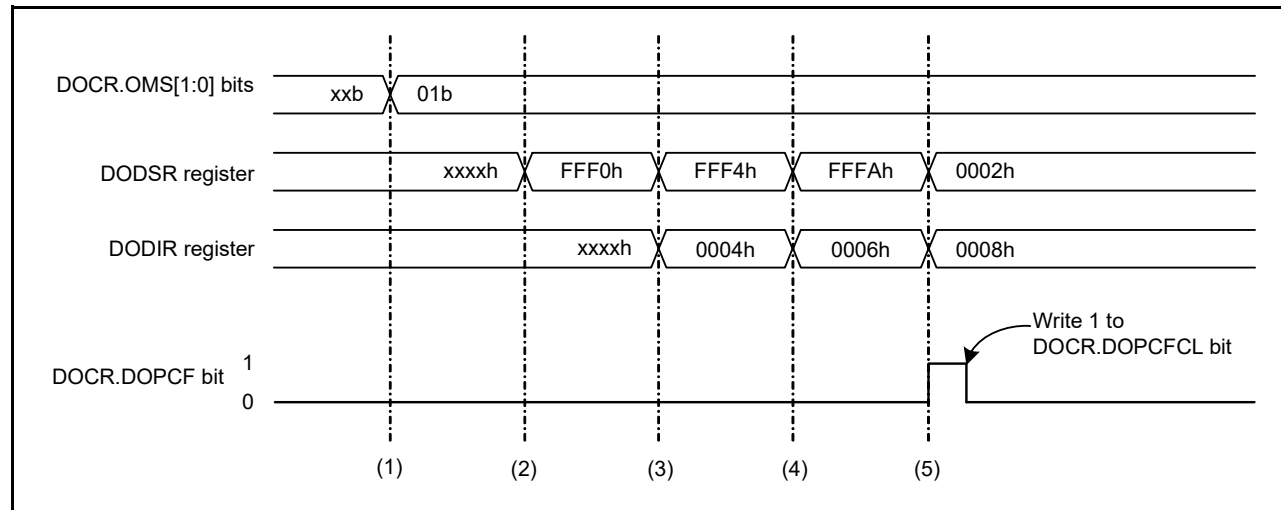 DOCR.OMS[1:0] bits xxb 01b
DODSR register xxxxh FFF0h FFF4h FFFAh 0002h
DODIR register xxxxh 0004h 0006h 0008h
Write 1 to
DOCR.DOPCFCL bit
1
DOCR.DOPCF bit
0
(1) (2) (3) (4) (5)